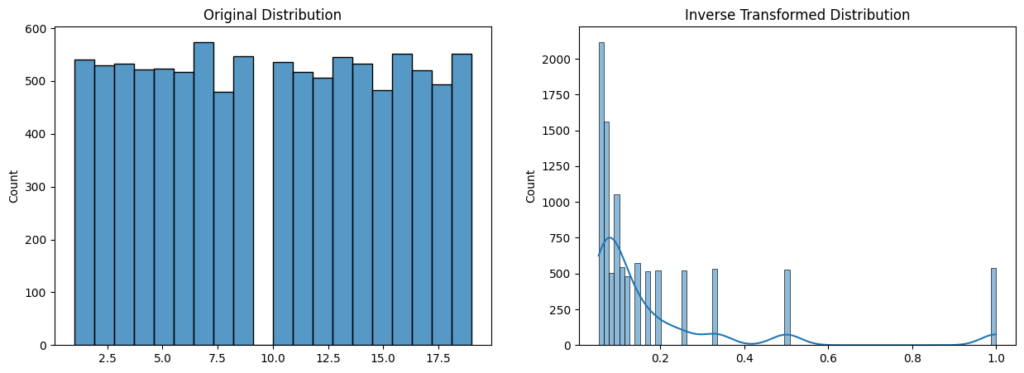 Original Distribution
Count
600
500
400
300
200
100
0
2.5 5.0 7.5 10.0 12.5 15.0 17.5
Inverse Transformed Distribution
Count
2000
1750
1500
1250
1000
750
500
250
0
0.2 0.4 0.6 0.8 1.0